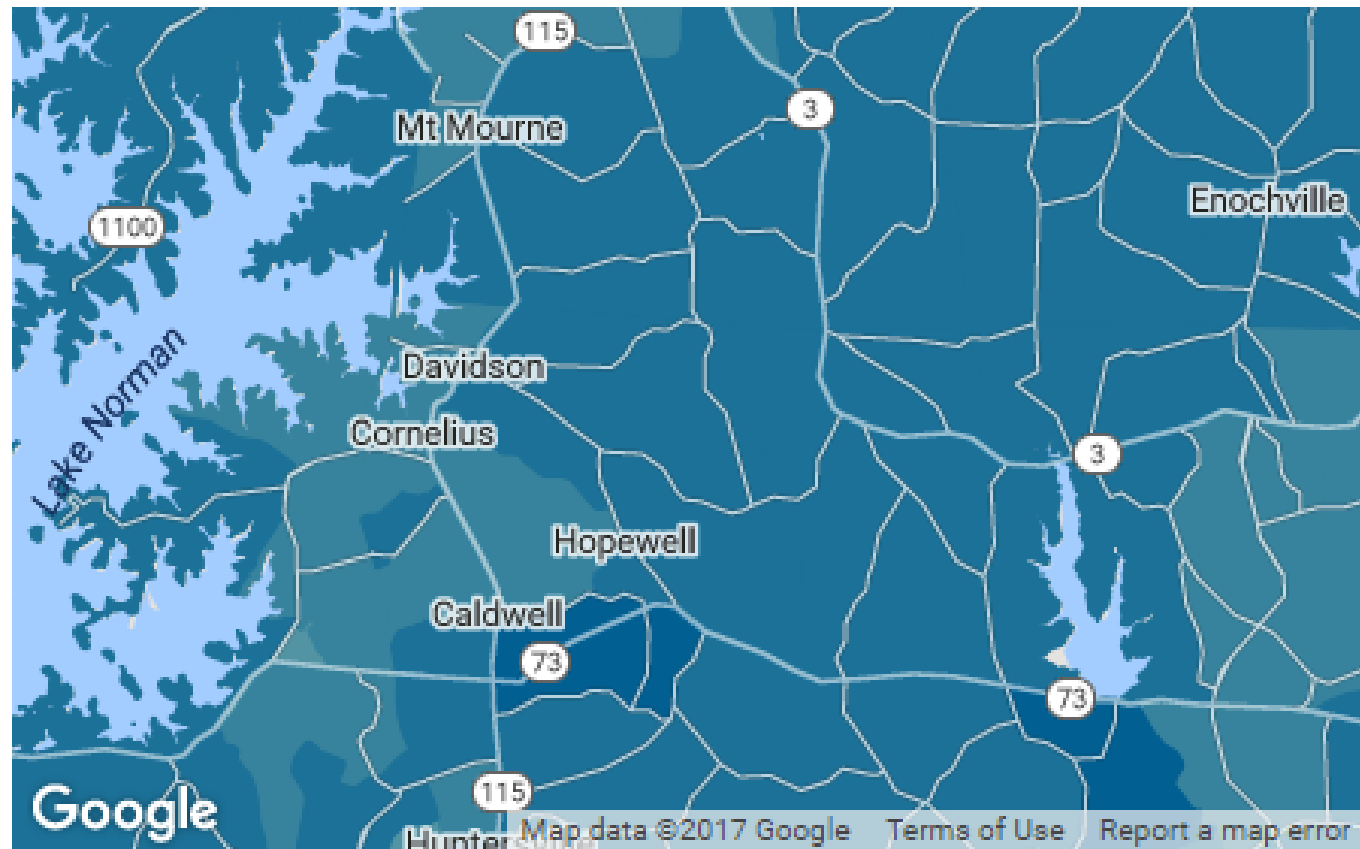 115
3
Mt Mourne
Enochville
1100
Lake Norman
Davidson
Cornelius
3
Hopewell
Caldwell
73
73
115
Google
Map data ©2017 Google Terms of Use Report a map error